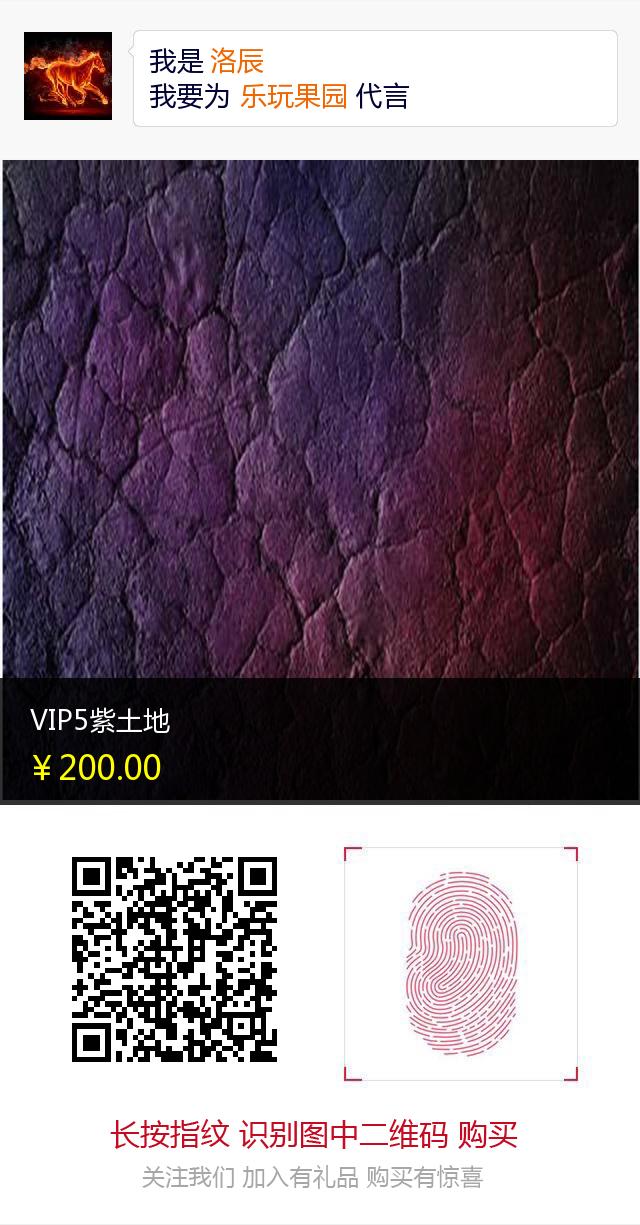 我是 洛辰
我要为 乐玩果园 代言
VIP5紫土地
￥200.00
长按指纹 识别图中二维码 购买
关注我们 加入有礼品 购买有惊喜